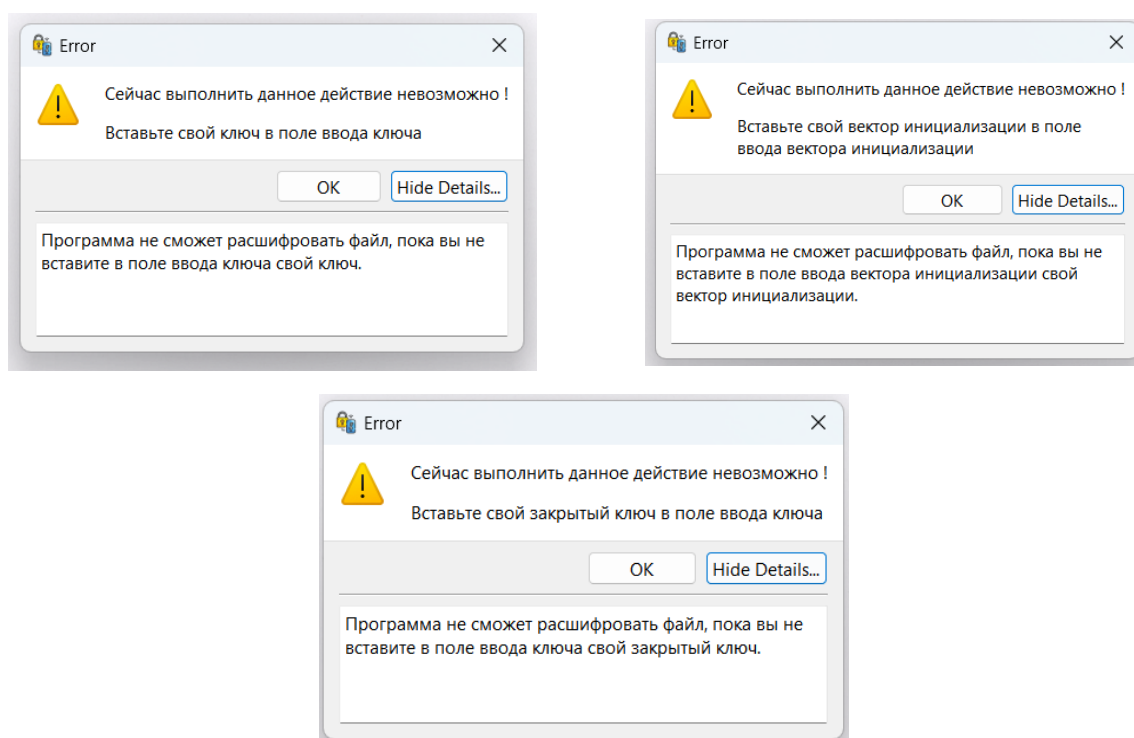 Error
Сейчас выполнить данное действие невозможно !
Вставьте свой ключ в поле ввода ключа
OK
Hide Details...
Программа не сможет расшифровать файл, пока вы не
вставите в поле ввода ключа свой ключ.
Error
Сейчас выполнить данное действие невозможно !
Вставьте свой вектор инициализации в поле
ввода вектора инициализации
OK
Hide Details...
Программа не сможет расшифровать файл, пока вы не
вставите в поле ввода вектора инициализации свой
вектор инициализации.
Error
Сейчас выполнить данное действие невозможно !
Вставьте свой закрытый ключ в поле ввода ключа
OK
Hide Details...
Программа не сможет расшифровать файл, пока вы не
вставите в поле ввода ключа свой закрытый ключ.